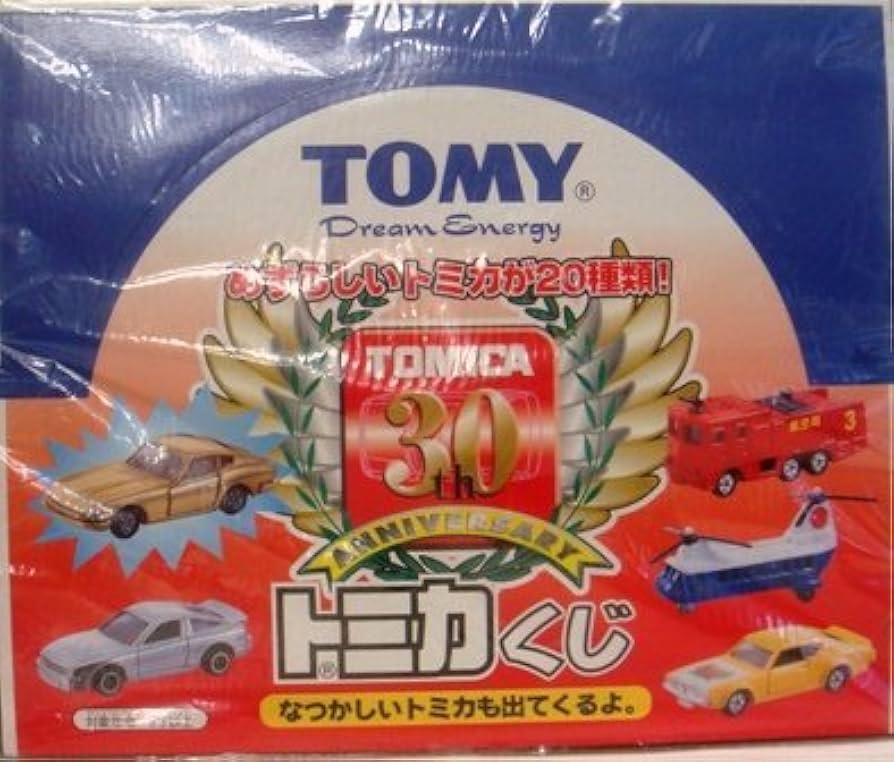 TOMY®
Dream Energy
めずらしいトミカが20種類!
TOMICA
30th
ANNIVERSARY
3
トミカ®くじ
なつかしいトミカも出てくるよ。